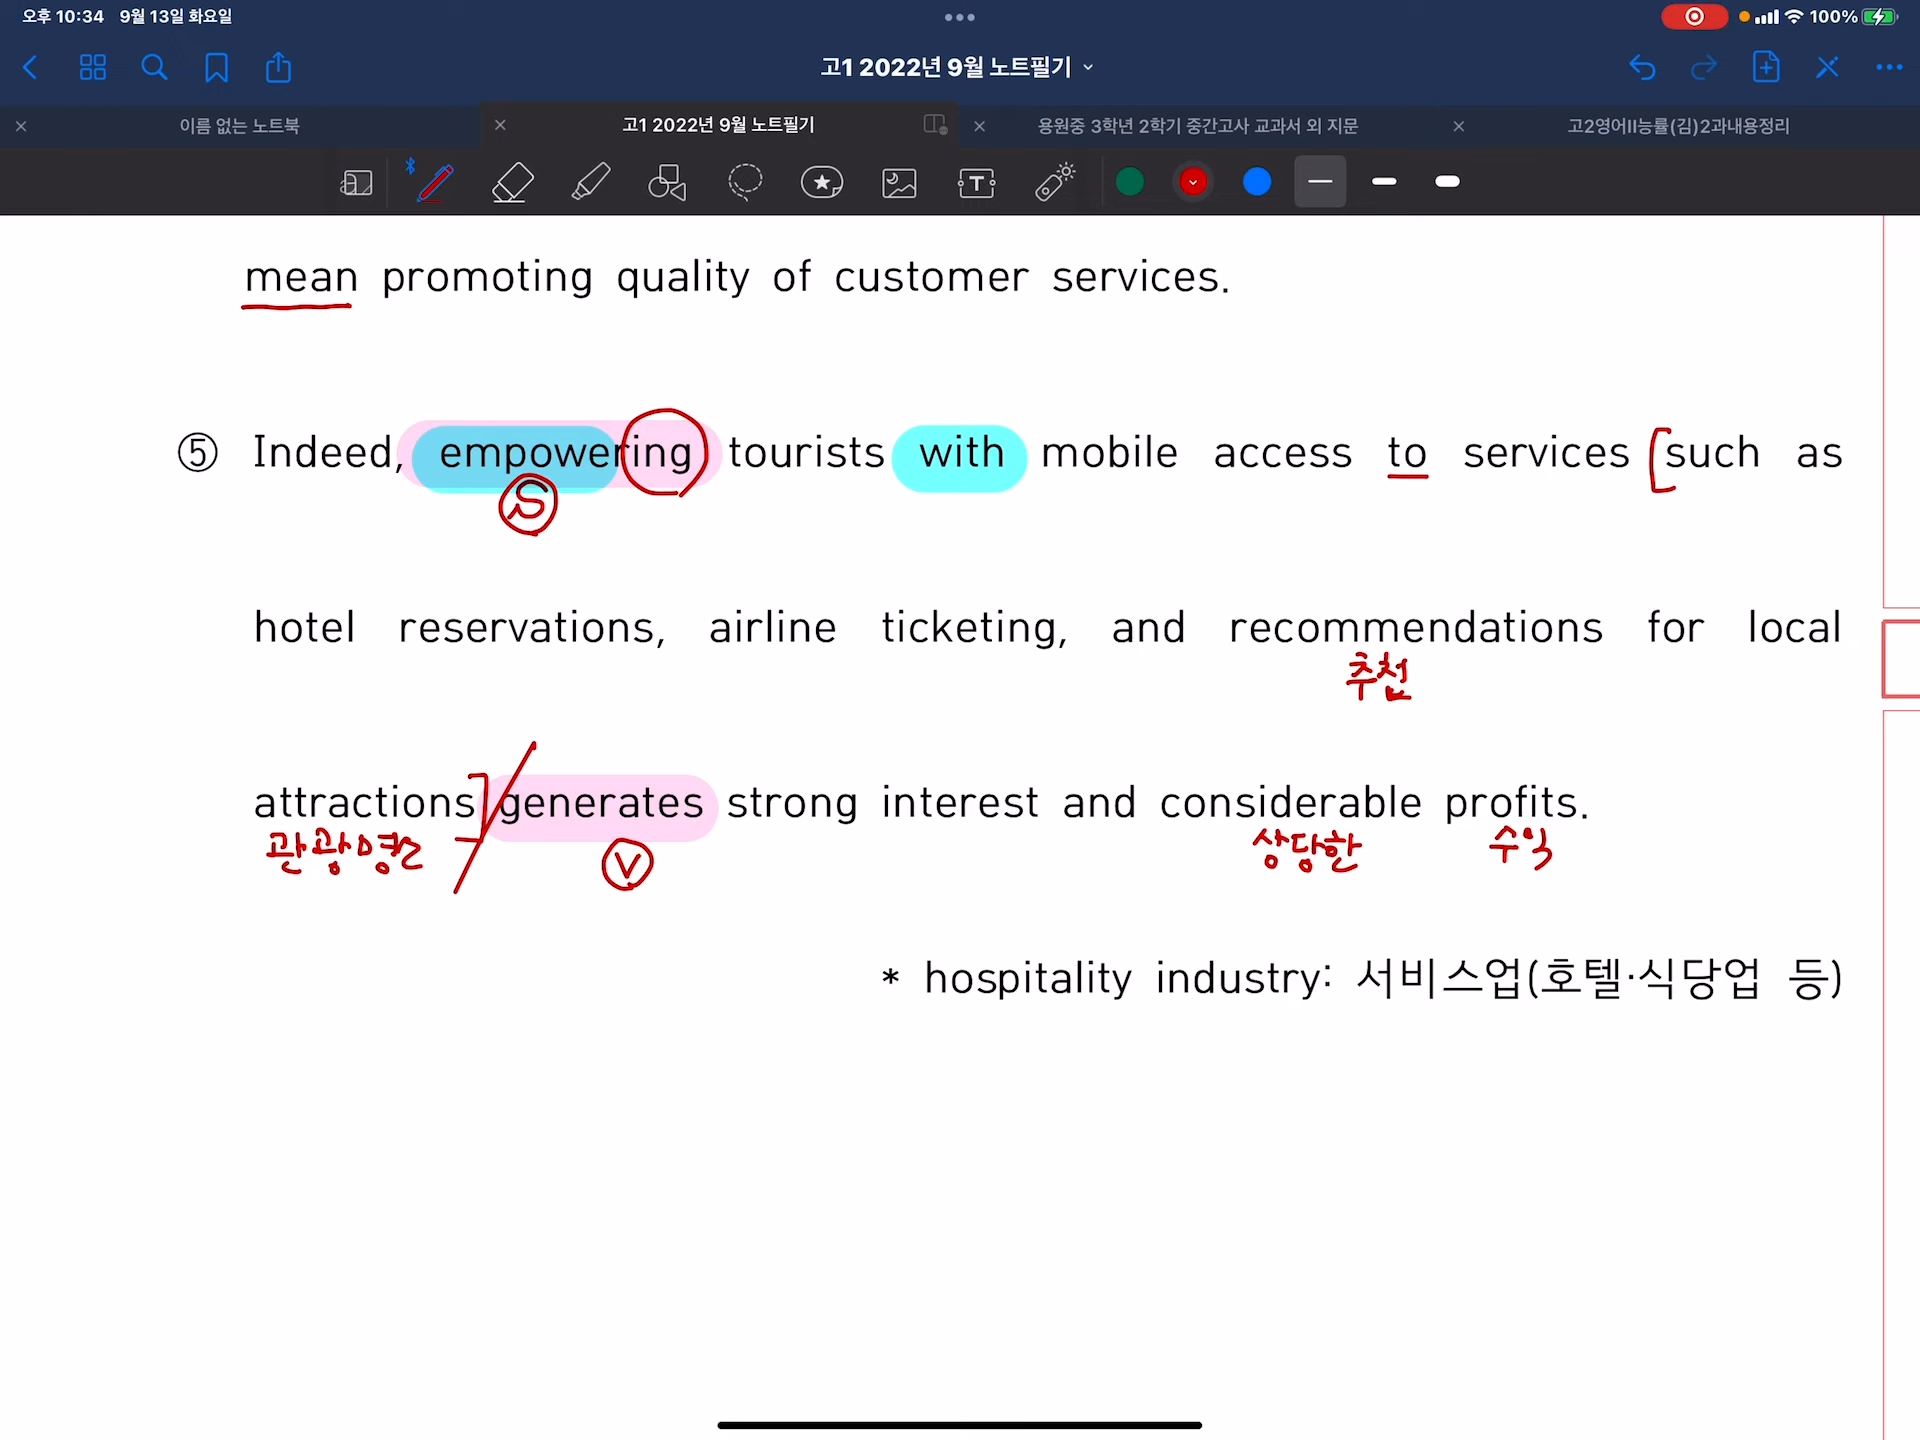 오후 10:34 9월 13일 화요일
100%
고1 2022년 9월 노트필기
이름 없는 노트북
고1 2022년 9월 노트필기
용원중 3학년 2학기 중간고사 교과서 외 지문
고2영어II능률(김)2과내용정리
mean promoting quality of customer services.
⑤ Indeed, empowering tourists with mobile access to services [such as
S
hotel reservations, airline ticketing, and recommendations for local
추천
attractions] / generates strong interest and considerable profits.
관광명소 V 상당한 수익
* hospitality industry: 서비스업(호텔·식당업 등)